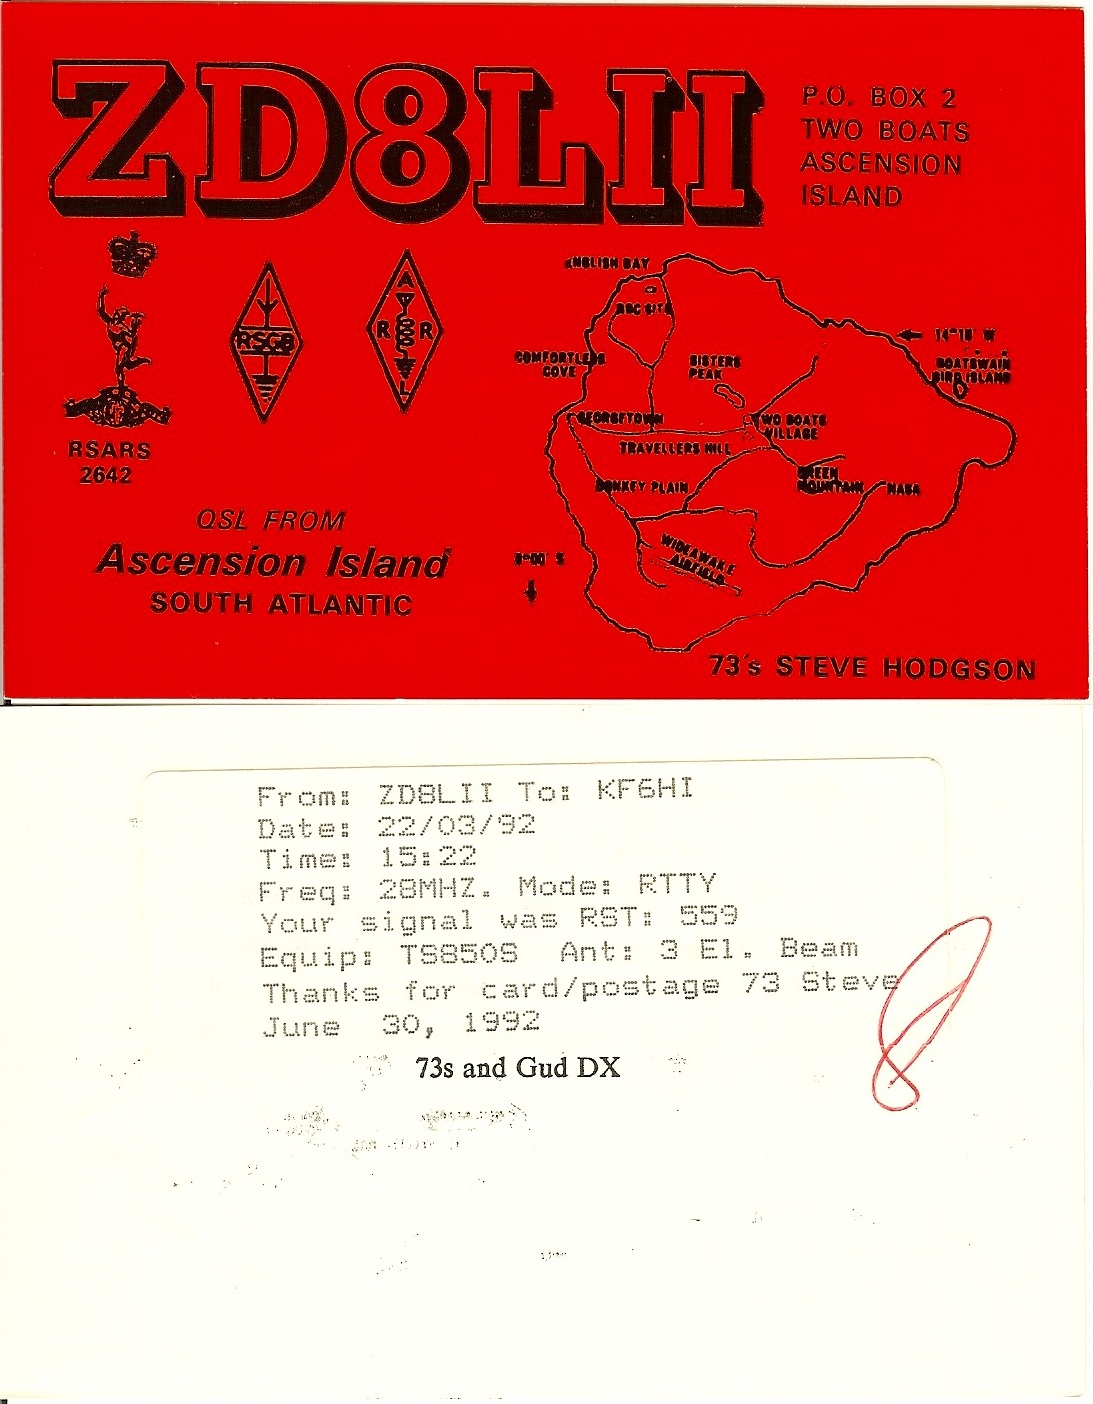 ZD8LII
P.O. BOX 2
TWO BOATS
ASCENSION
ISLAND
RSARS
2642
RSGB
A
R R
L
QSL FROM
Ascension Island
SOUTH ATLANTIC
ENGLISH BAY
BBC SITE
COMFORTLESS
COVE
SISTERS
PEAK
14°18' W
BOATSWAIN
BIRD ISLAND
GEORGETOWN
TWO BOATS
VILLAGE
TRAVELLERS HILL
DONKEY PLAIN
GREEN
MOUNTAIN
NASA
WIDEAWAKE
AIRFIELD
8°00' S
73's STEVE HODGSON
From: ZD8LII To: KF6HI
Date: 22/03/92
Time: 15:22
Freq: 28MHZ. Mode: RTTY
Your signal was RST: 559
Equip: TS850S Ant: 3 El. Beam
Thanks for card/postage 73 Steve
June 30, 1992
73s and Gud DX